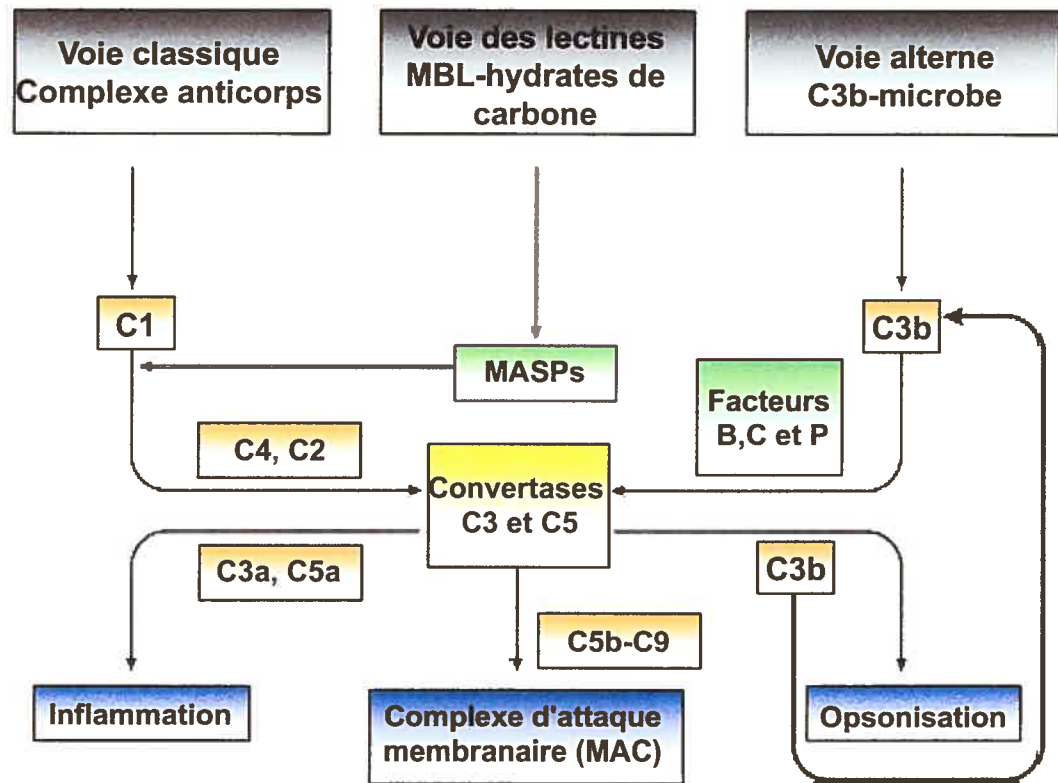 Voie classique
Complexe anticorps
Voie des lectines
MBL-hydrates de
carbone
Voie alterne
C3b-microbe
C1
C3b
MASPs
Facteurs
B,C et P
C4, C2
Convertases
C3 et C5
C3a, C5a
C3b
C5b-C9
Inflammation
Complexe d'attaque
membranaire (MAC)
Opsonisation